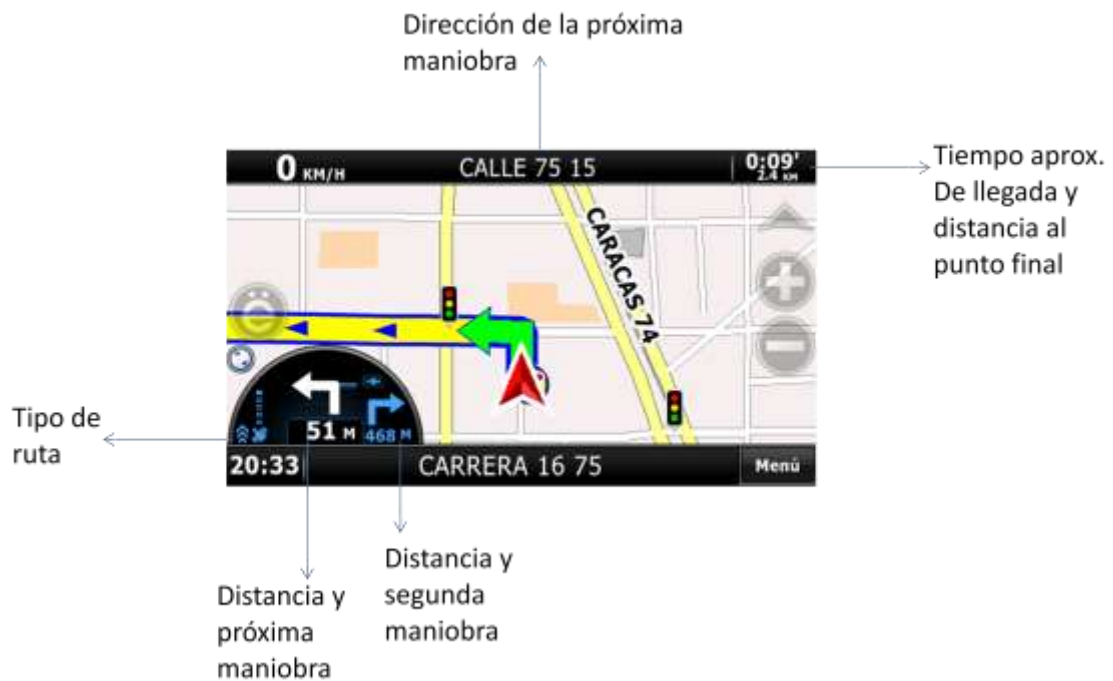 Dirección de la próxima
maniobra
0 KM/H
CALLE 75 15
0:09'
2.4 KM
Tiempo aprox.
De llegada y
distancia al
punto final
CARACAS 74
Tipo de
ruta
51 M
468 M
20:33
CARRERA 16 75
Menú
Distancia y
próxima
maniobra
Distancia y
segunda
maniobra